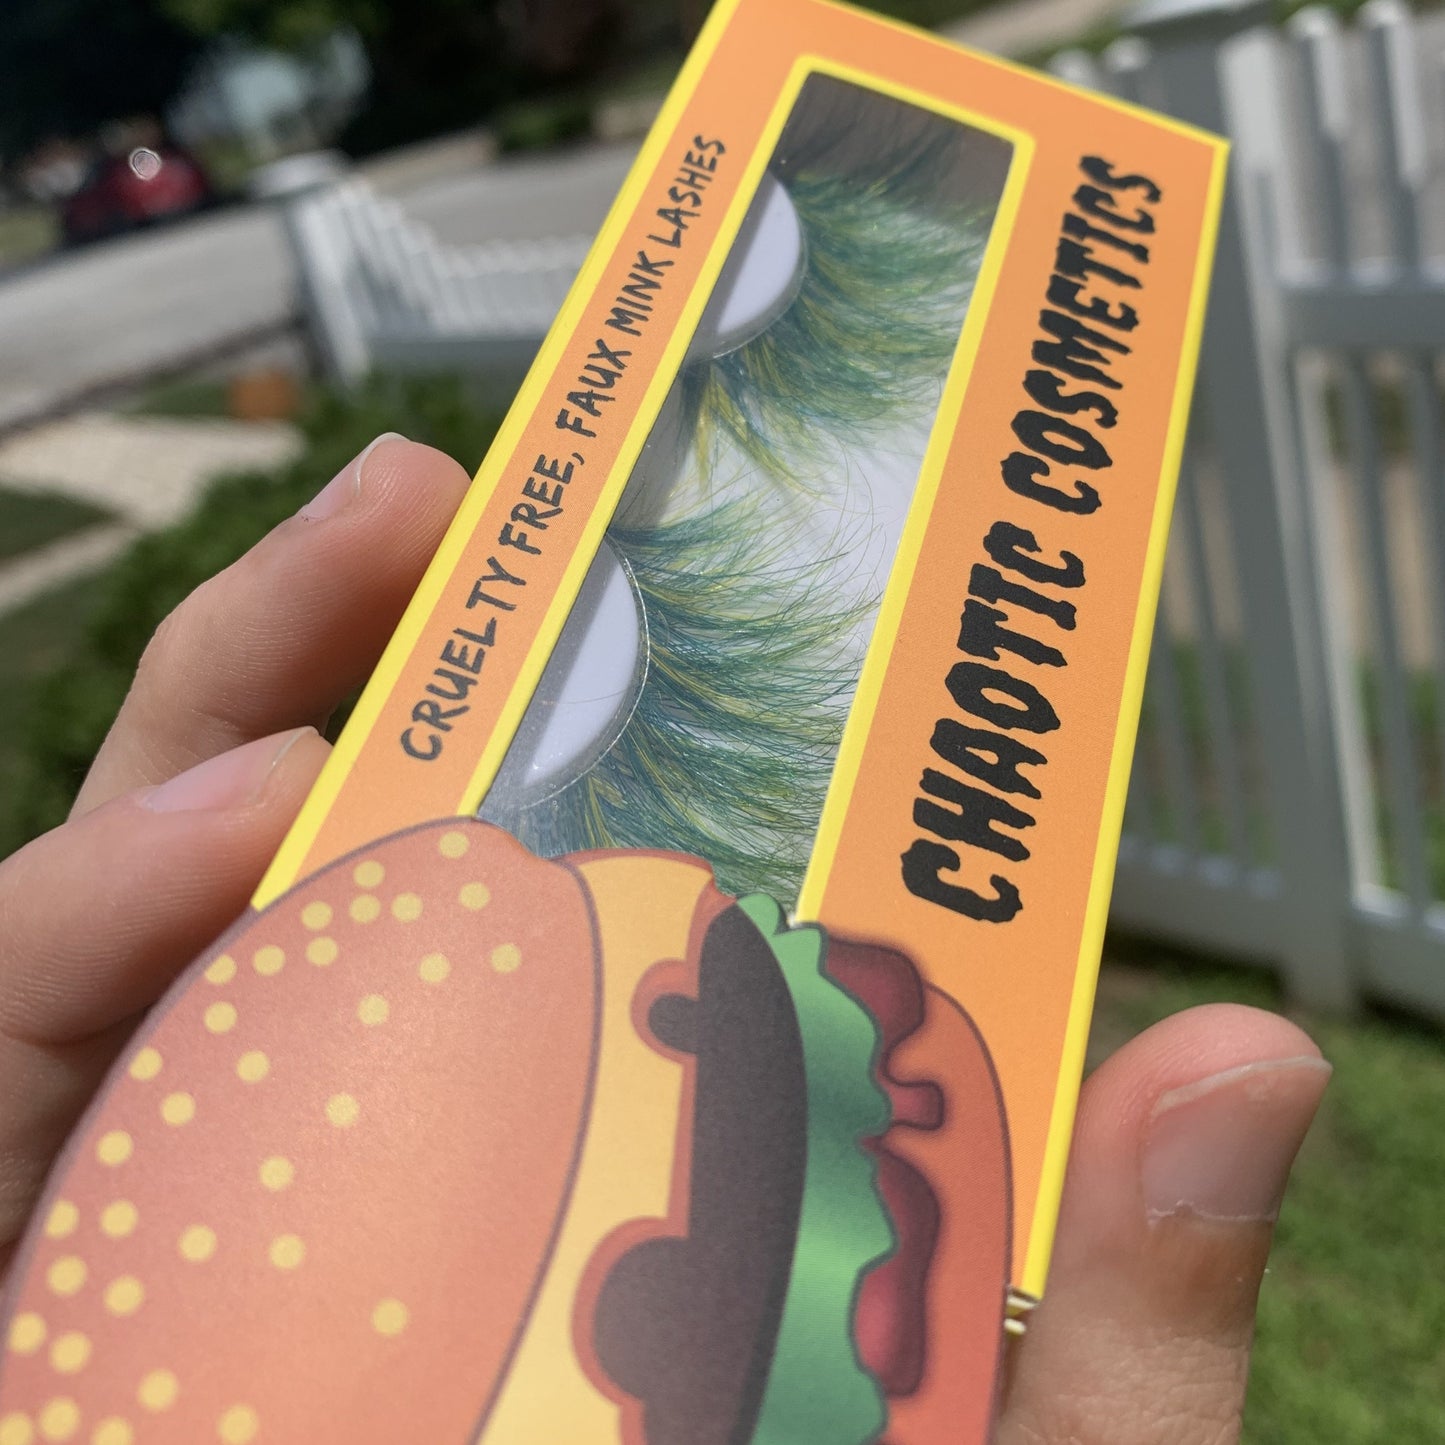 CRUELTY FREE, FAUX MINK LASHES
CHAOTIC COSMETICS